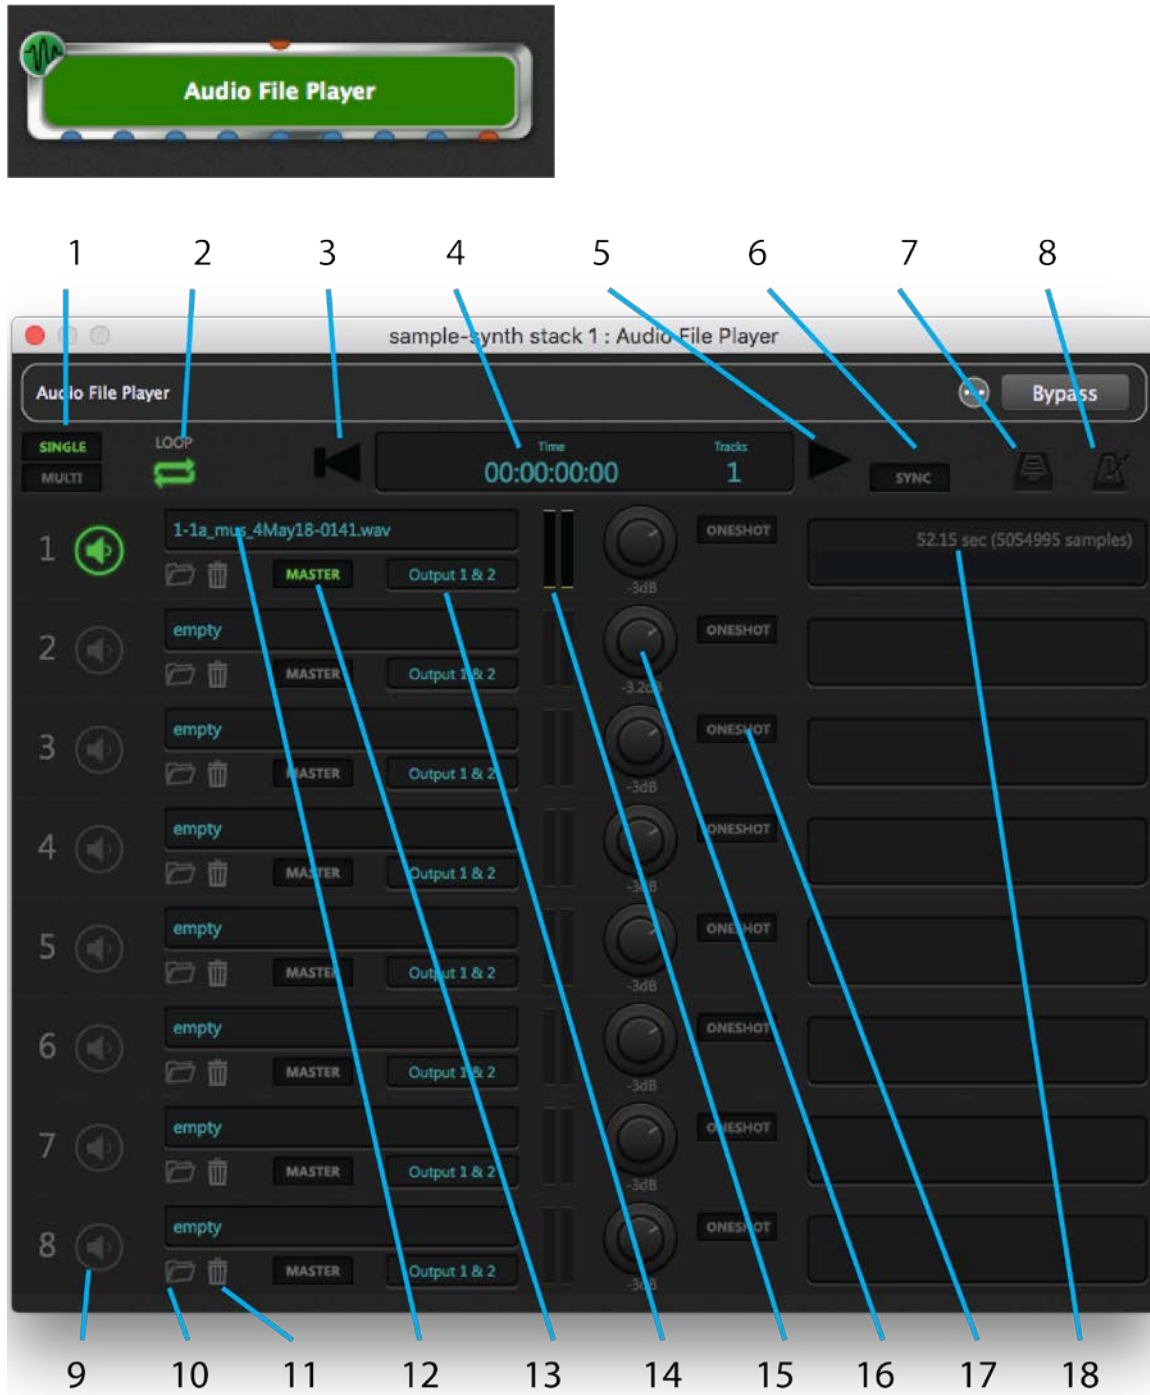 Audio File Player
1 2 3 4 5 6 7 8
sample-synth stack 1 : Audio File Player
Audio File Player
Bypass
SINGLE
LOOP
Time
Tracks
MULTI
00:00:00:00
1
SYNC
1
1-1a_mus_4May18-0141.wav
ONESHOT
52.15 sec (5054995 samples)
MASTER
Output 1 & 2
-3dB
2
empty
ONESHOT
MASTER
Output 1 & 2
-3.2dB
3
empty
ONESHOT
MASTER
Output 1 & 2
-3dB
4
empty
ONESHOT
MASTER
Output 1 & 2
-3dB
5
empty
ONESHOT
MASTER
Output 1 & 2
-3dB
6
empty
ONESHOT
MASTER
Output 1 & 2
-3dB
7
empty
ONESHOT
MASTER
Output 1 & 2
-3dB
8
empty
ONESHOT
MASTER
Output 1 & 2
-3dB
9 10 11 12 13 14 15 16 17 18